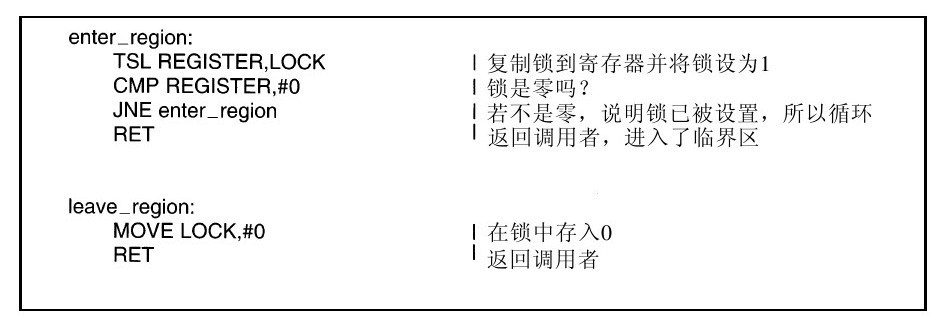 enter_region:
TSL REGISTER,LOCK | 复制锁到寄存器并将锁设为1
CMP REGISTER,#0 | 锁是零吗?
JNE enter_region | 若不是零，说明锁已被设置，所以循环
RET | 返回调用者，进入了临界区
leave_region:
MOVE LOCK,#0 | 在锁中存入0
RET | 返回调用者